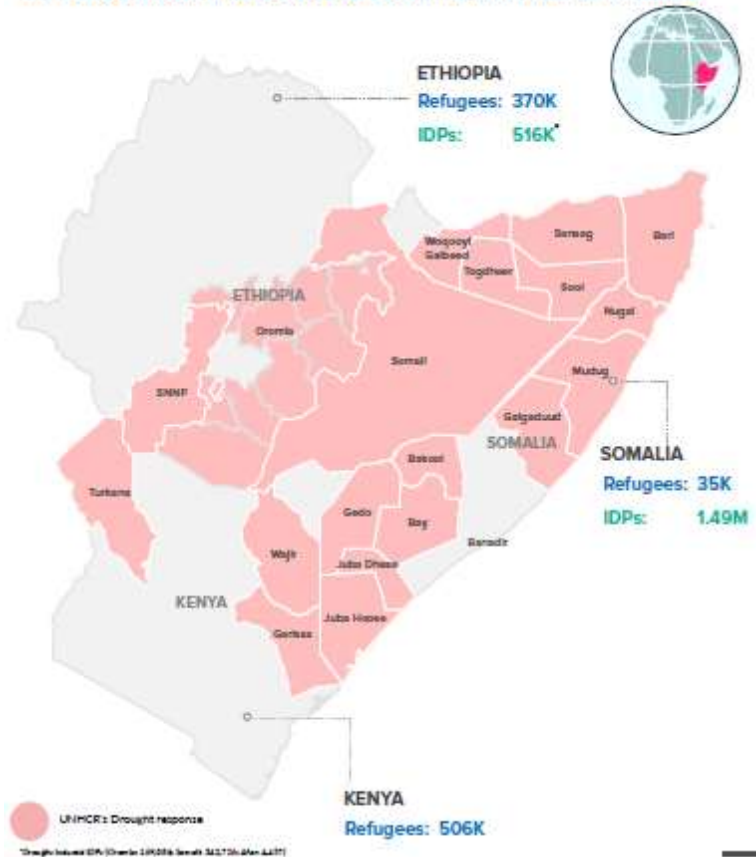 ETHIOPIA
Refugees: 370K
IDPs: 516K*
Woqooyi
Galbeed
Togdheer
Sanaag
Bari
Sool
Nugal
ETHIOPIA
Oromia
Somali
Mudug
SNNP
Galgaduud
SOMALIA
SOMALIA
Refugees: 35K
IDPs: 1.49M
Bakool
Turkana
Gedo
Bay
Banadir
Wajir
Juba Dhexe
KENYA
Juba Hoose
Garissa
KENYA
Refugees: 506K
UNHCR's Drought response